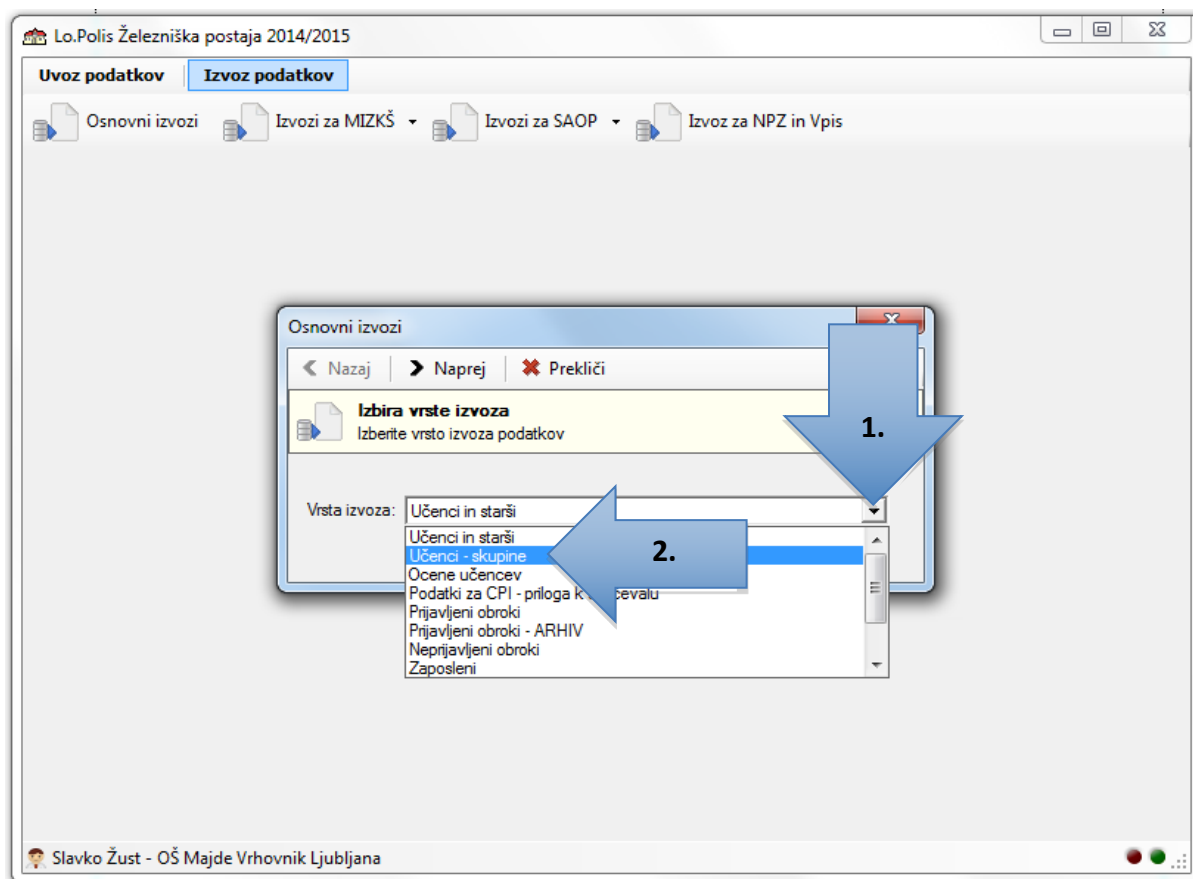 Lo.Polis Železniška postaja 2014/2015
Uvoz podatkov Izvoz podatkov
Osnovni izvozi Izvozi za MIZKŠ Izvozi za SAOP Izvoz za NPZ in Vpis
Osnovni izvozi
Nazaj Naprej Prekliči
Izbira vrste izvoza
Izberite vrsto izvoza podatkov
1.
Vrsta izvoza: Učenci in starši
Učenci in starši
Učenci - skupine
2.
Ocene učencev
Podatki za CPI - priloga k
Prijavljeni obroki
Prijavljeni obroki - ARHIV
Neprijavljeni obroki
Zaposleni
Slavko Žust - OŠ Majde Vrhovnik Ljubljana